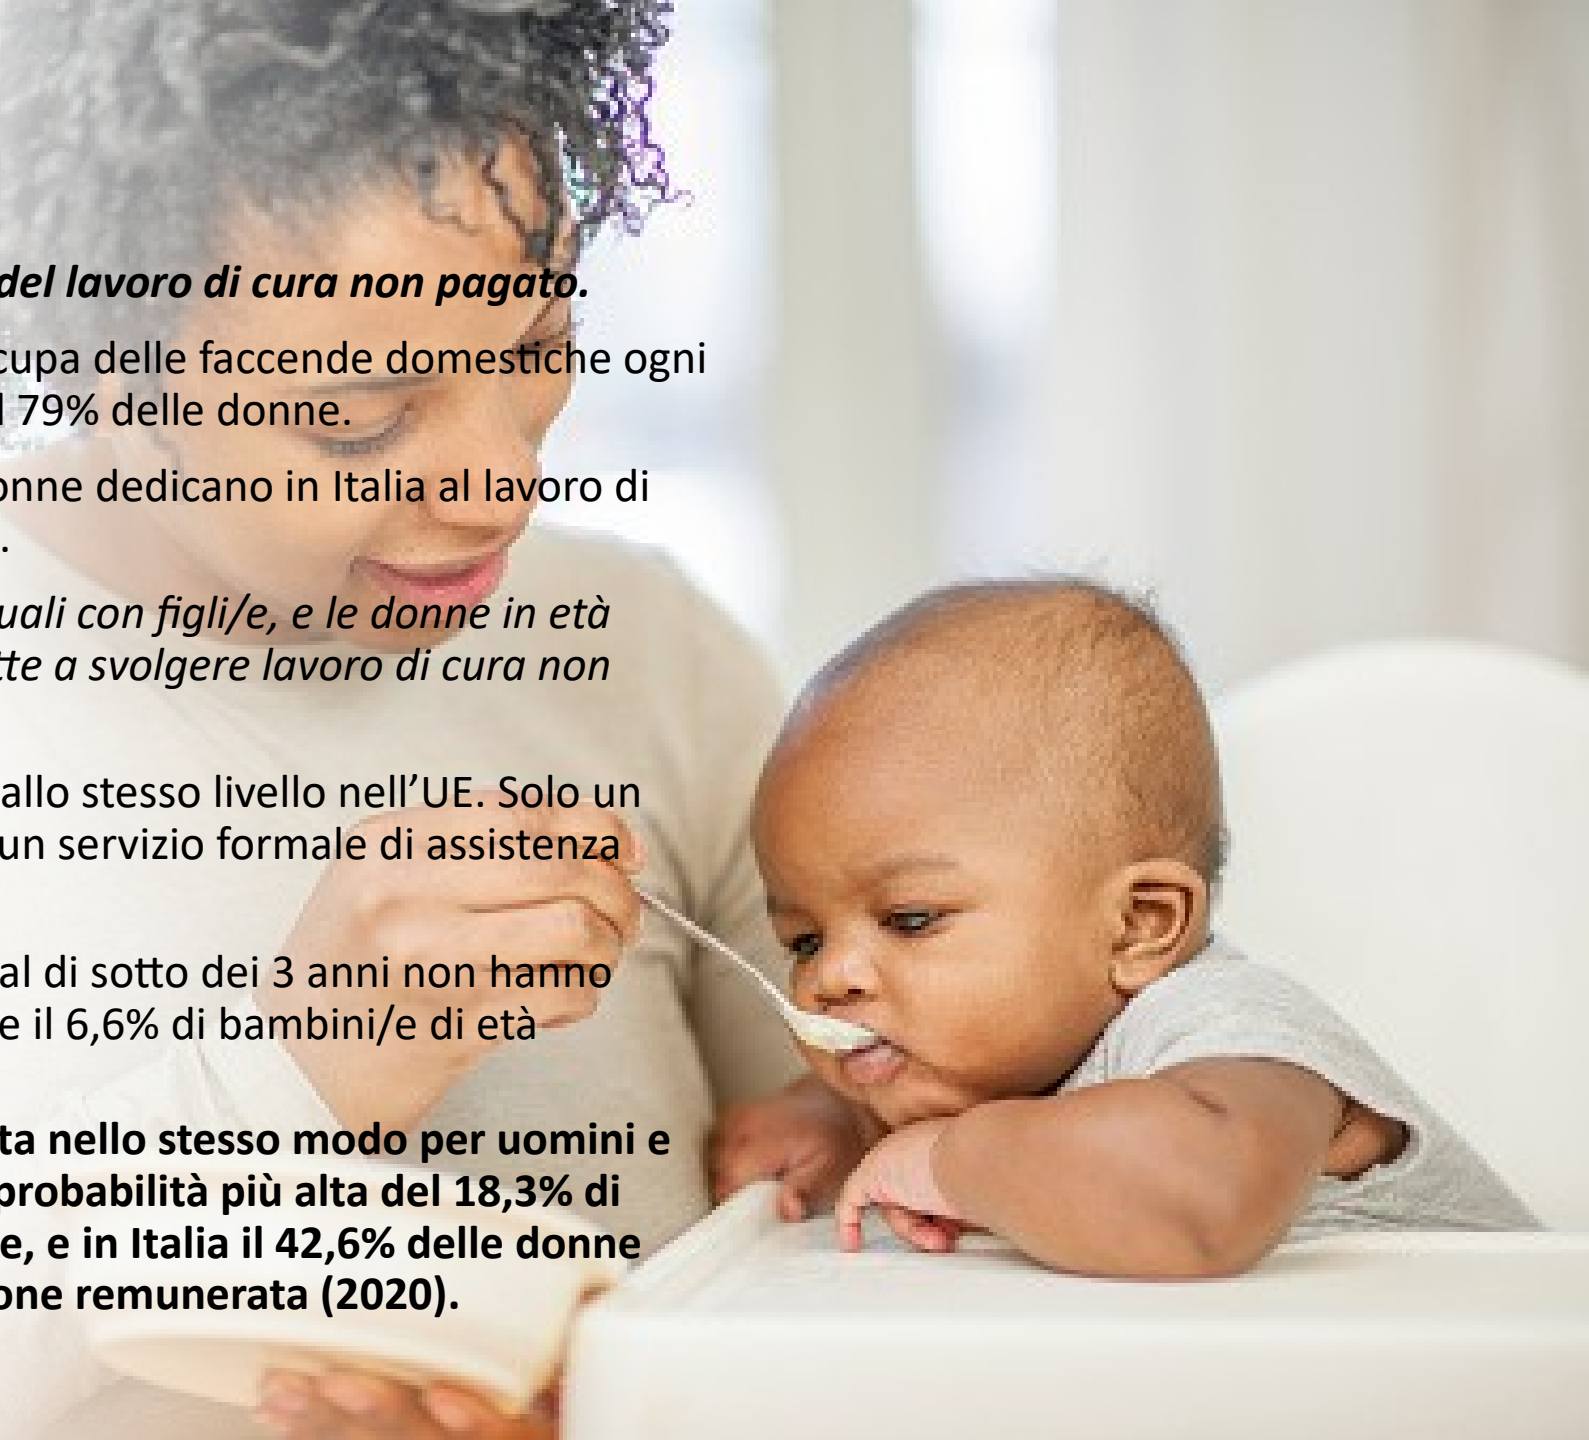 del lavoro di cura non pagato.
cupa delle faccende domestiche ogni
79% delle donne.
onne dedicano in Italia al lavoro di
.
uali con figli/e, e le donne in età
tte a svolgere lavoro di cura non
allo stesso livello nell’UE. Solo un
un servizio formale di assistenza
al di sotto dei 3 anni non hanno
e il 6,6% di bambini/e di età
ta nello stesso modo per uomini e
probabilità più alta del 18,3% di
e, e in Italia il 42,6% delle donne
one remunerata (2020).